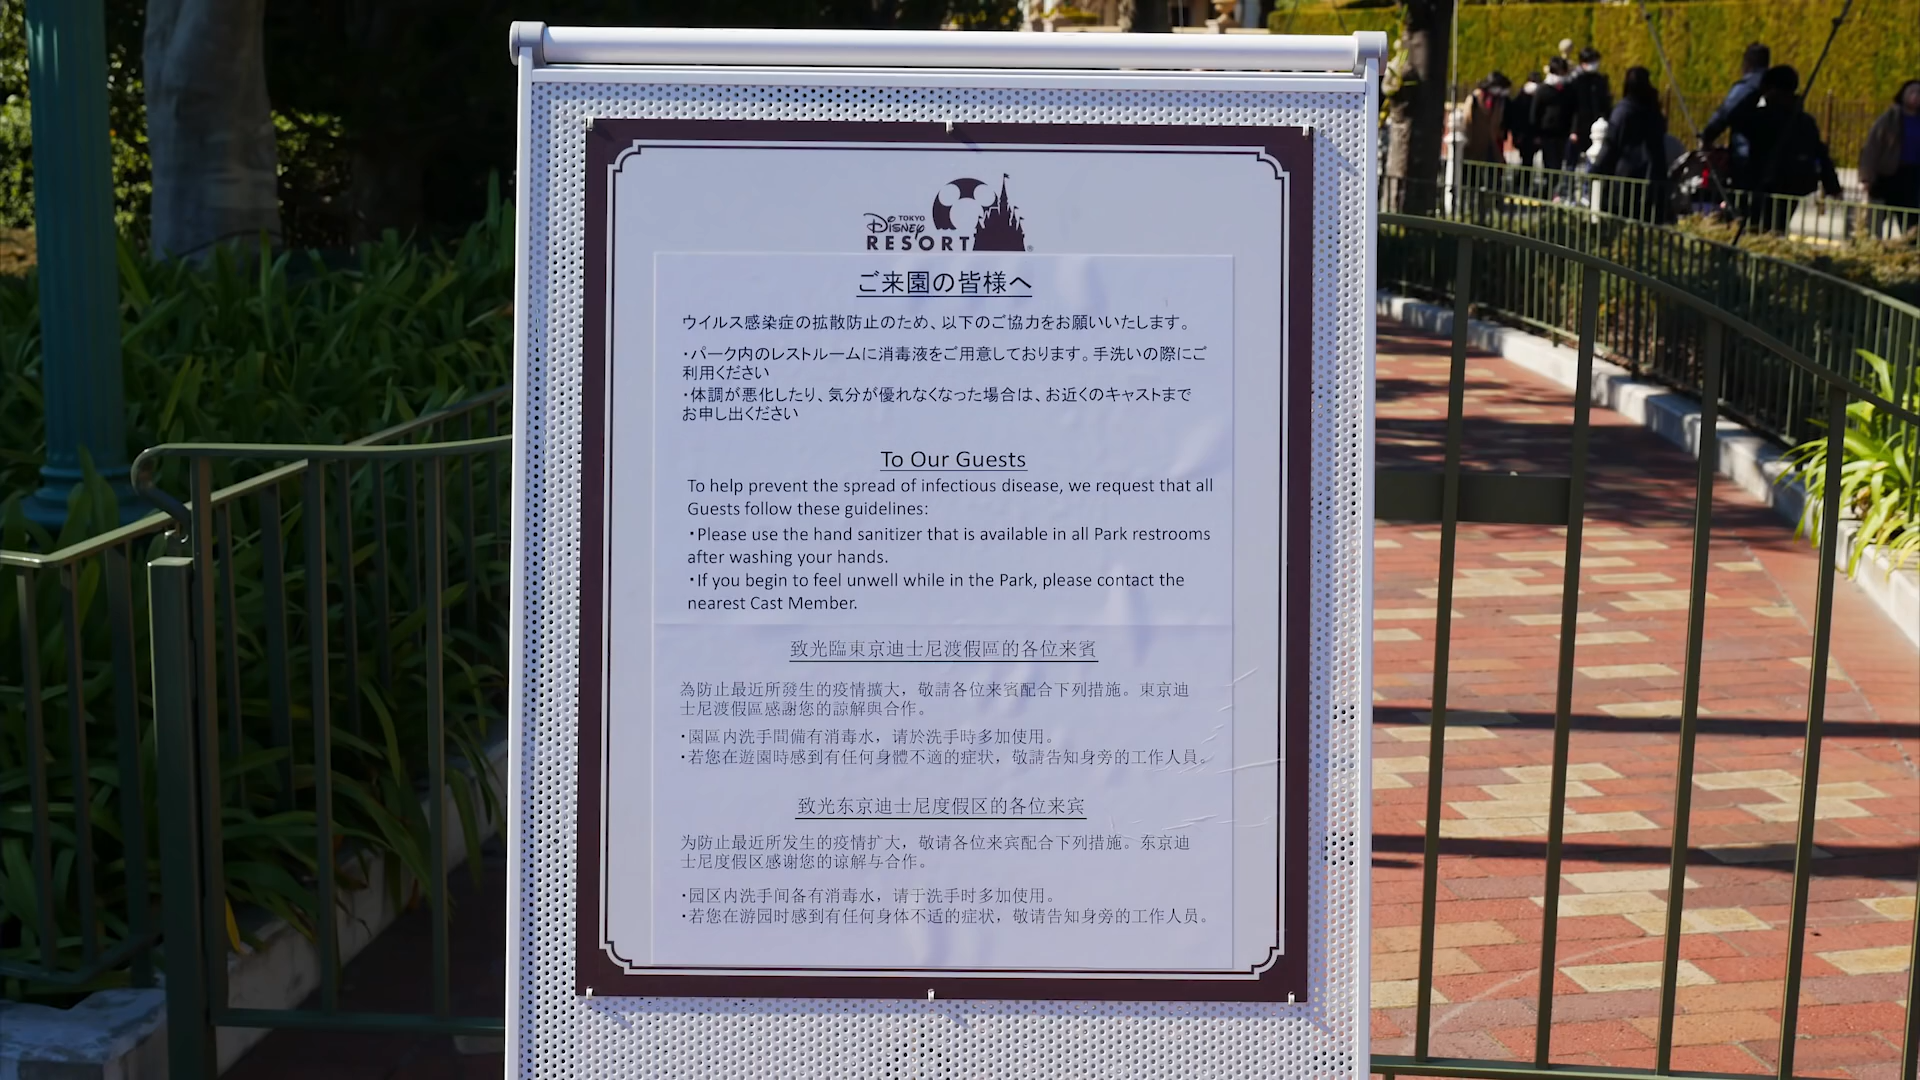 TOKYO
Disney
RESORT
®
ご来園の皆様へ
ウイルス感染症の拡散防止のため、以下のご協力をお願いいたします。
・パーク内のレストルームに消毒液をご用意しております。手洗いの際にご
利用ください
・体調が悪化したり、気分が優れなくなった場合は、お近くのキャストまで
お申し出ください
To Our Guests
To help prevent the spread of infectious disease, we request that all
Guests follow these guidelines:
・Please use the hand sanitizer that is available in all Park restrooms
after washing your hands.
・If you begin to feel unwell while in the Park, please contact the
nearest Cast Member.
致光臨東京迪士尼渡假區的各位来賓
為防止最近所發生的疫情擴大，敬請各位来賓配合下列措施。東京迪
士尼渡假區感謝您的諒解與合作。
・園區内洗手間備有消毒水，请於洗手時多加使用。
・若您在遊園時感到有任何身體不適的症状，敬請告知身旁的工作人員。
致光东京迪士尼度假区的各位来宾
为防止最近所发生的疫情扩大，敬请各位来宾配合下列措施。东京迪
士尼度假区感谢您的谅解与合作。
・园区内洗手间备有消毒水，请于洗手时多加使用。
・若您在游园时感到有任何身体不适的症状，敬请告知身旁的工作人员。